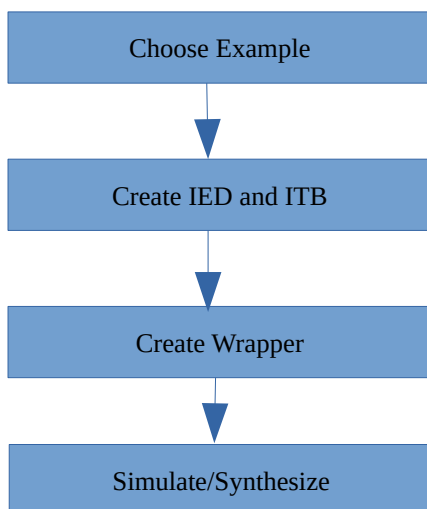 Choose Example
Create IED and ITB
Create Wrapper
Simulate/Synthesize